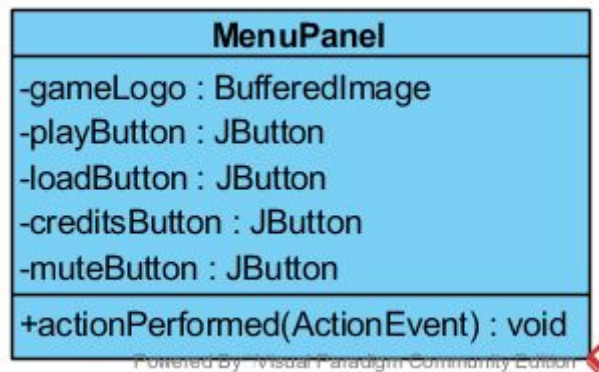 MenuPanel
-gameLogo : BufferedImage
-playButton : JButton
-loadButton : JButton
-creditsButton : JButton
-muteButton : JButton
+actionPerformed(ActionEvent) : void
Powered By Visual Paradigm Community Edition